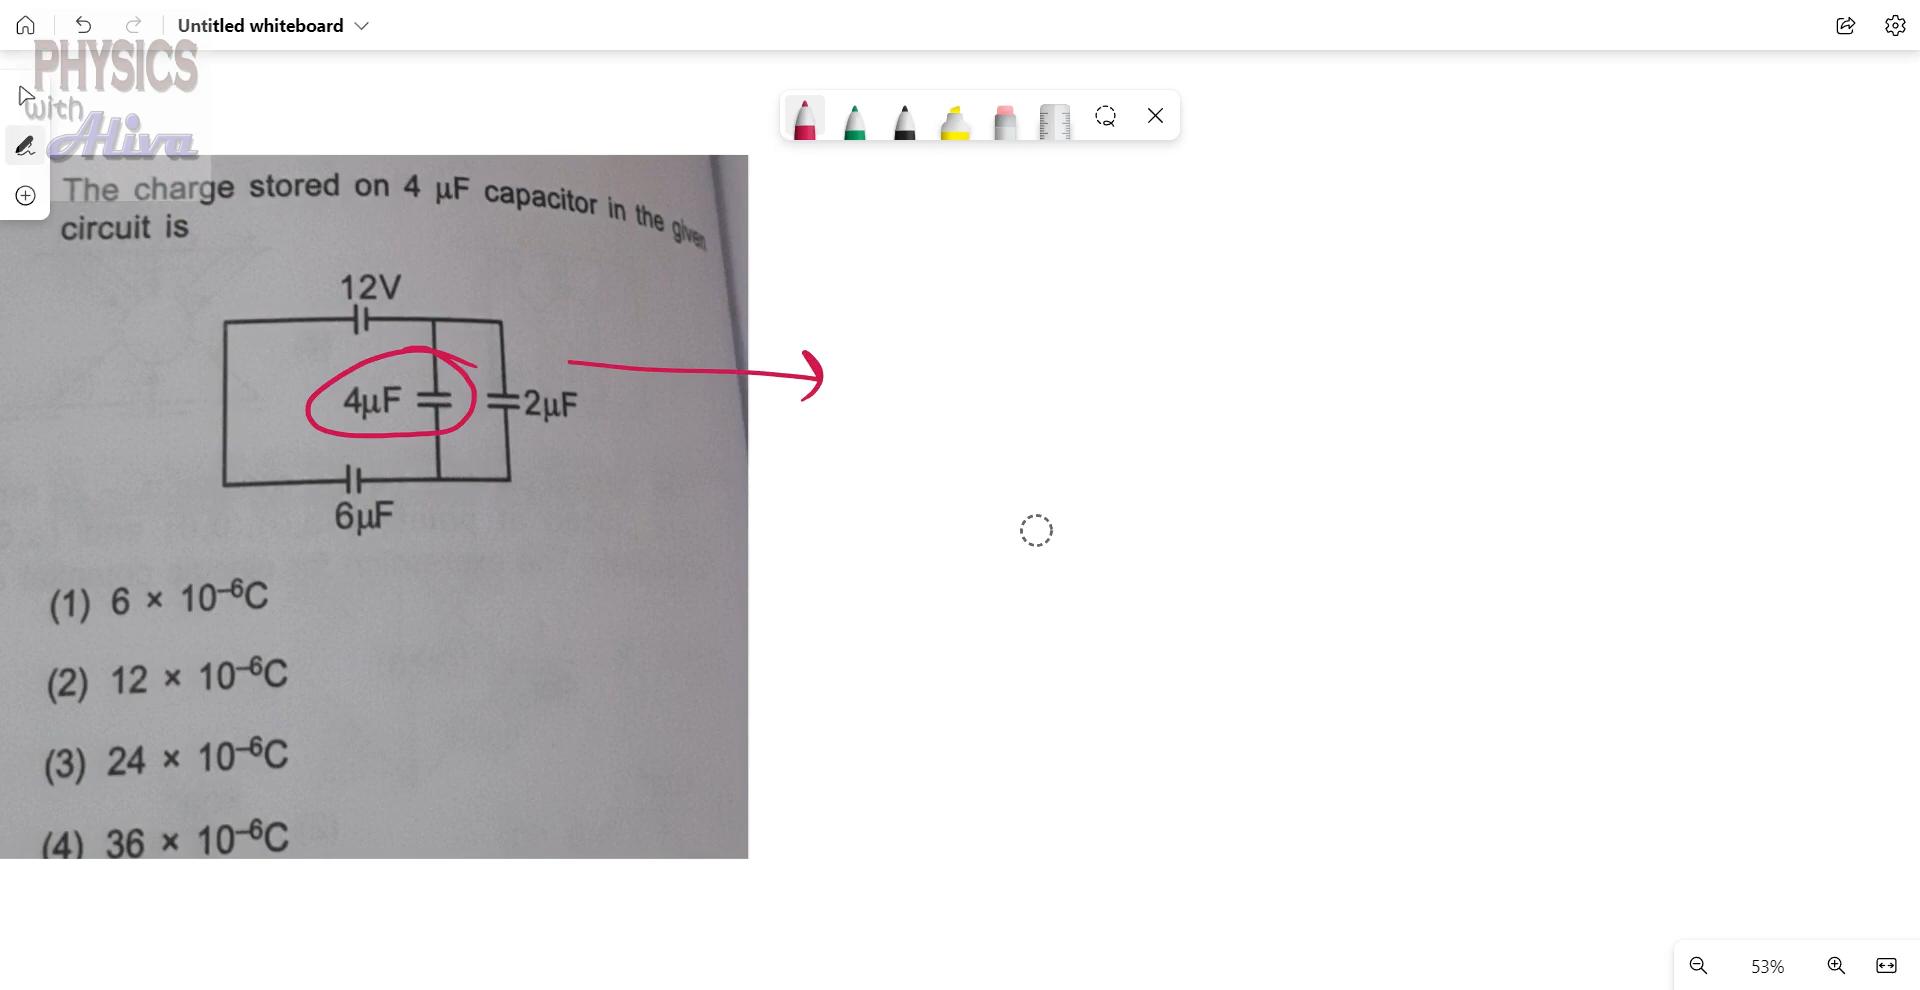 Untitled whiteboard
PHYSICS
with
Aliva
The charge stored on 4 μF capacitor in the given
circuit is
12V
4μF
2μF
6μF
(1) 6 × 10⁻⁶C
(2) 12 × 10⁻⁶C
(3) 24 × 10⁻⁶C
(4) 36 × 10⁻⁶C
53%